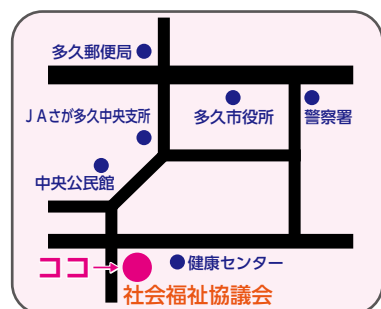 多久郵便局
JAさが多久中央支所
多久市役所
警察署
中央公民館
健康センター
ココ→
社会福祉協議会